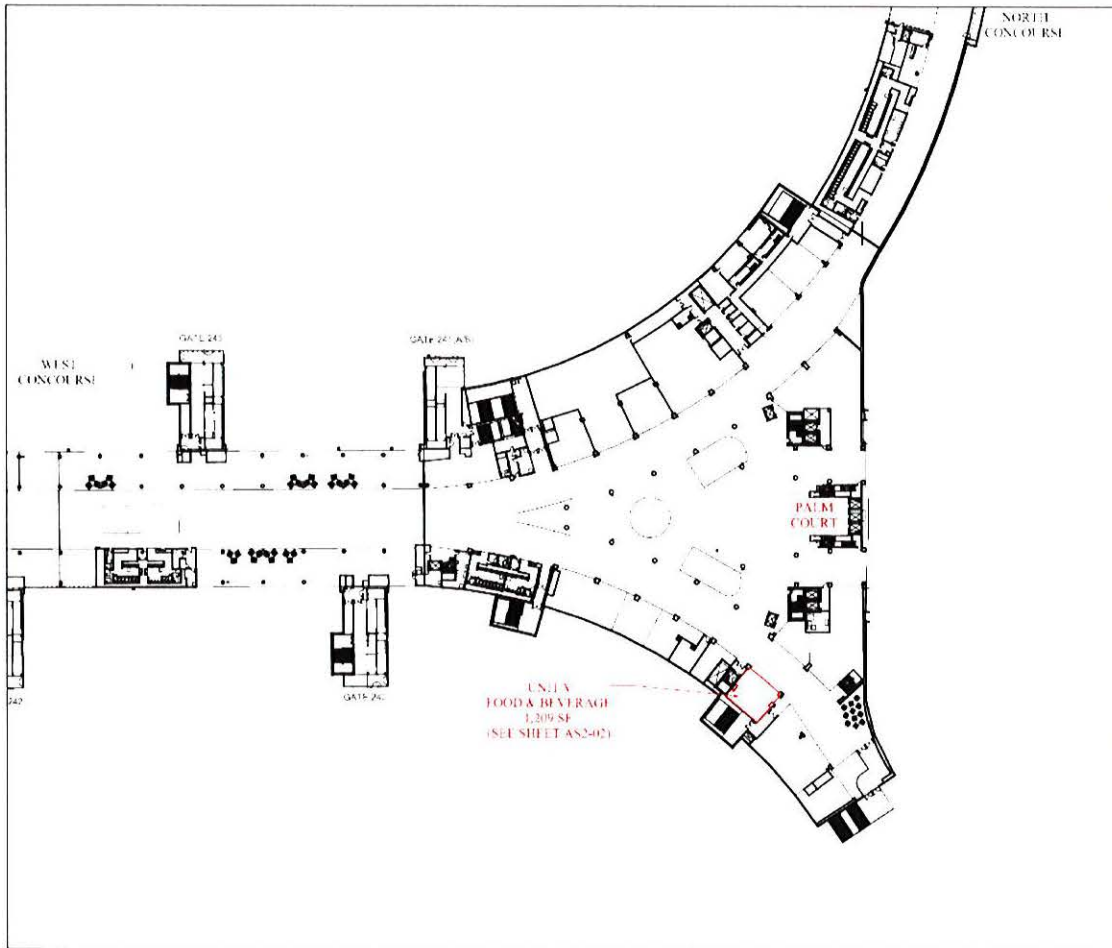 NORTH
CONCOURSE
GATE 243
GATE 241 (A/B)
WEST
CONCOURSE
PALM
COURT
UNIT
FOOD & BEVERAGE
1,209 SF
(SEE SHEET AS2-02)
GATE 240
242